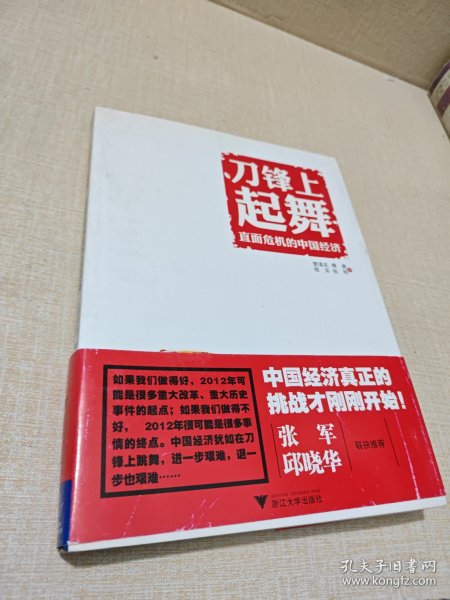 刀锋上
起舞
直面危机的中国经济
如果我们做得好，2012年可
能是很多重大改革、重大历史
事件的起点；如果我们做得不
好， 2012年很可能是很多事
情的终点。中国经济犹如在刀
锋上跳舞，进一步艰难，退一
步也艰难……
中国经济真正的
挑战才刚刚开始！
张 军
邱晓华
联袂推荐
浙江大学出版社
孔夫子旧书网
www.kongfz.com